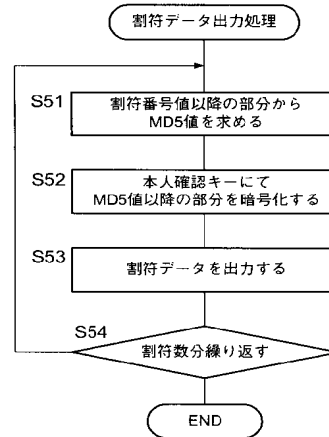 割符データ出力処理
S51
割符番号値以降の部分から
MD5値を求める
S52
本人確認キーにて
MD5値以降の部分を暗号化する
S53
割符データを出力する
S54
割符数分繰り返す
END